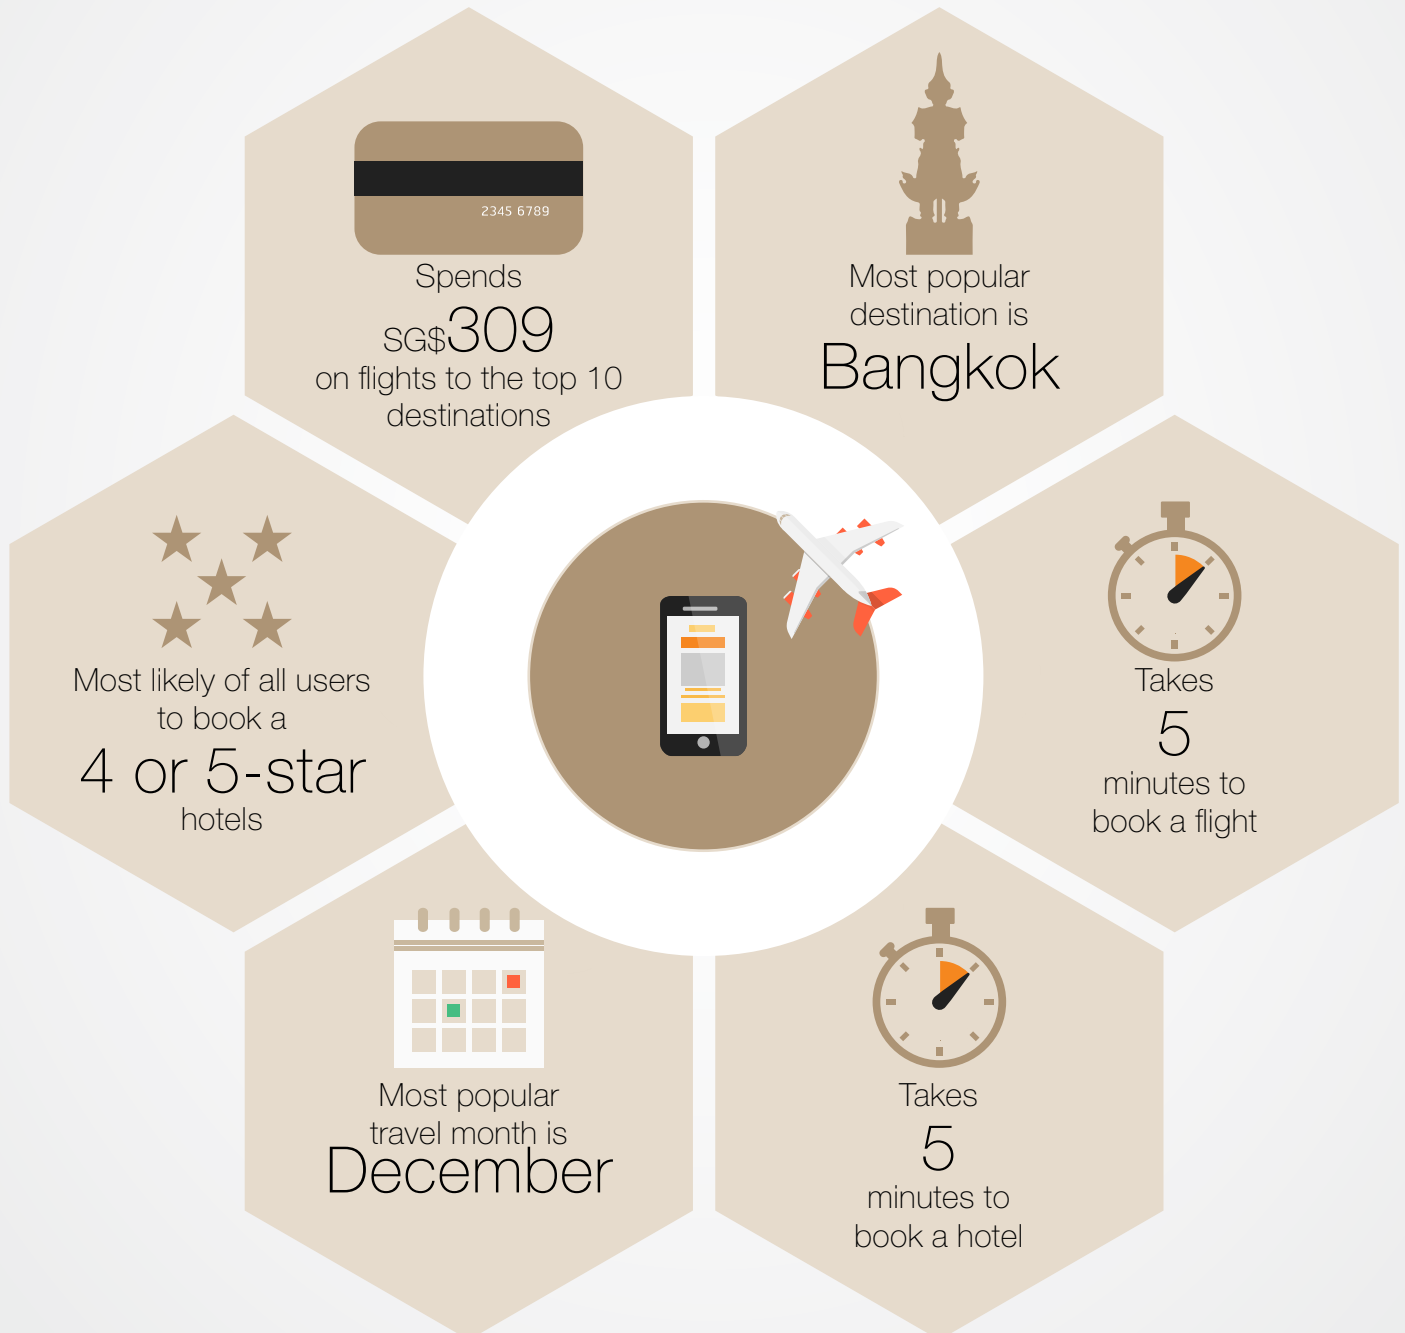 2345 6789
Spends
SG$309
on flights to the top 10
destinations
Most popular
destination is
Bangkok
Most likely of all users
to book a
4 or 5-star
hotels
Takes
5
minutes to
book a flight
Most popular
travel month is
December
Takes
5
minutes to
book a hotel